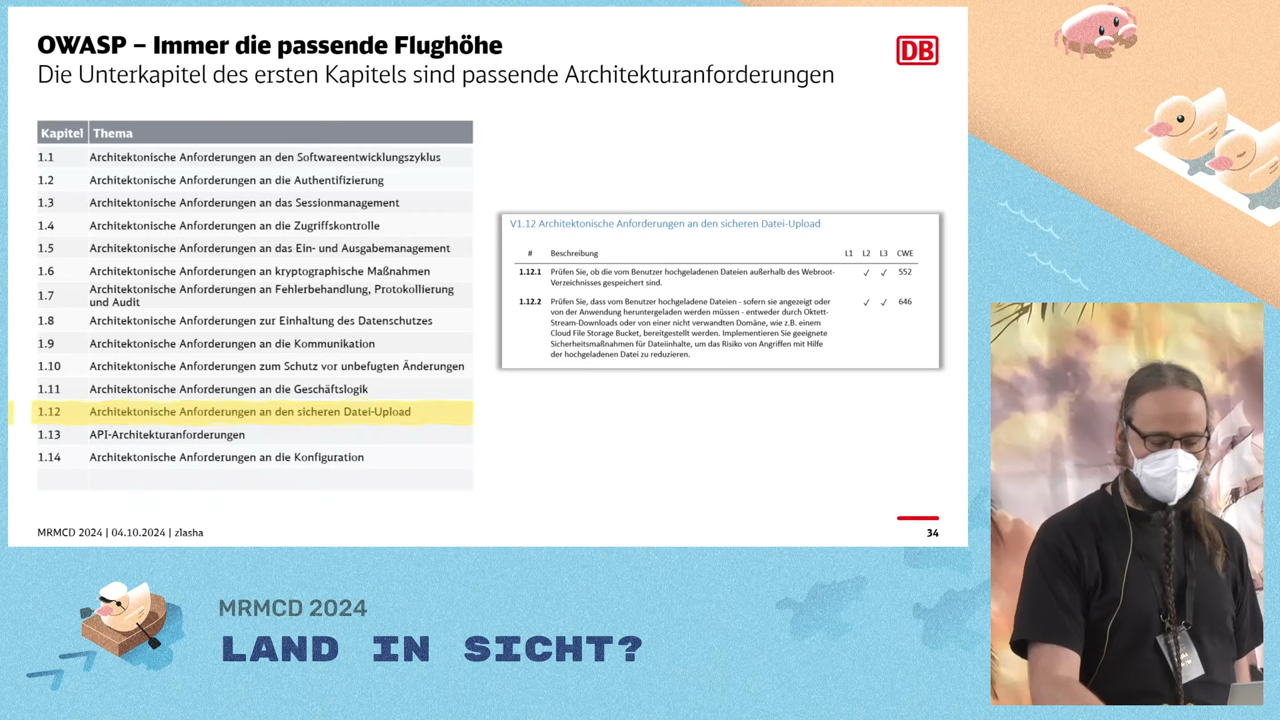 OWASP – Immer die passende Flughöhe
Die Unterkapitel des ersten Kapitels sind passende Architekturanforderungen
DB
Kapitel Thema
1.1 Architektonische Anforderungen an den Softwareentwicklungszyklus
1.2 Architektonische Anforderungen an die Authentifizierung
1.3 Architektonische Anforderungen an das Sessionmanagement
1.4 Architektonische Anforderungen an die Zugriffskontrolle
1.5 Architektonische Anforderungen an das Ein- und Ausgabemanagement
1.6 Architektonische Anforderungen an kryptographische Maßnahmen
1.7 Architektonische Anforderungen an Fehlerbehandlung, Protokollierung
und Audit
1.8 Architektonische Anforderungen zur Einhaltung des Datenschutzes
1.9 Architektonische Anforderungen an die Kommunikation
1.10 Architektonische Anforderungen zum Schutz vor unbefugten Änderungen
1.11 Architektonische Anforderungen an die Geschäftslogik
1.12 Architektonische Anforderungen an den sicheren Datei-Upload
1.13 API-Architekturanforderungen
1.14 Architektonische Anforderungen an die Konfiguration
V1.12 Architektonische Anforderungen an den sicheren Datei-Upload
# Beschreibung L1 L2 L3 CWE
1.12.1 Prüfen Sie, ob die vom Benutzer hochgeladenen Dateien außerhalb des Webroot- ✓ ✓ 552
Verzeichnisses gespeichert sind.
1.12.2 Prüfen Sie, dass vom Benutzer hochgeladene Dateien - sofern sie angezeigt oder ✓ ✓ 646
von der Anwendung heruntergeladen werden müssen - entweder durch Oktett-
Stream-Downloads oder von einer nicht verwandten Domäne, wie z.B. einem
Cloud File Storage Bucket, bereitgestellt werden. Implementieren Sie geeignete
Sicherheitsmaßnahmen für Dateiinhalte, um das Risiko von Angriffen mit Hilfe
der hochgeladenen Datei zu reduzieren.
MRMCD 2024 | 04.10.2024 | zlasha
34
MRMCD 2024
LAND IN SICHT?